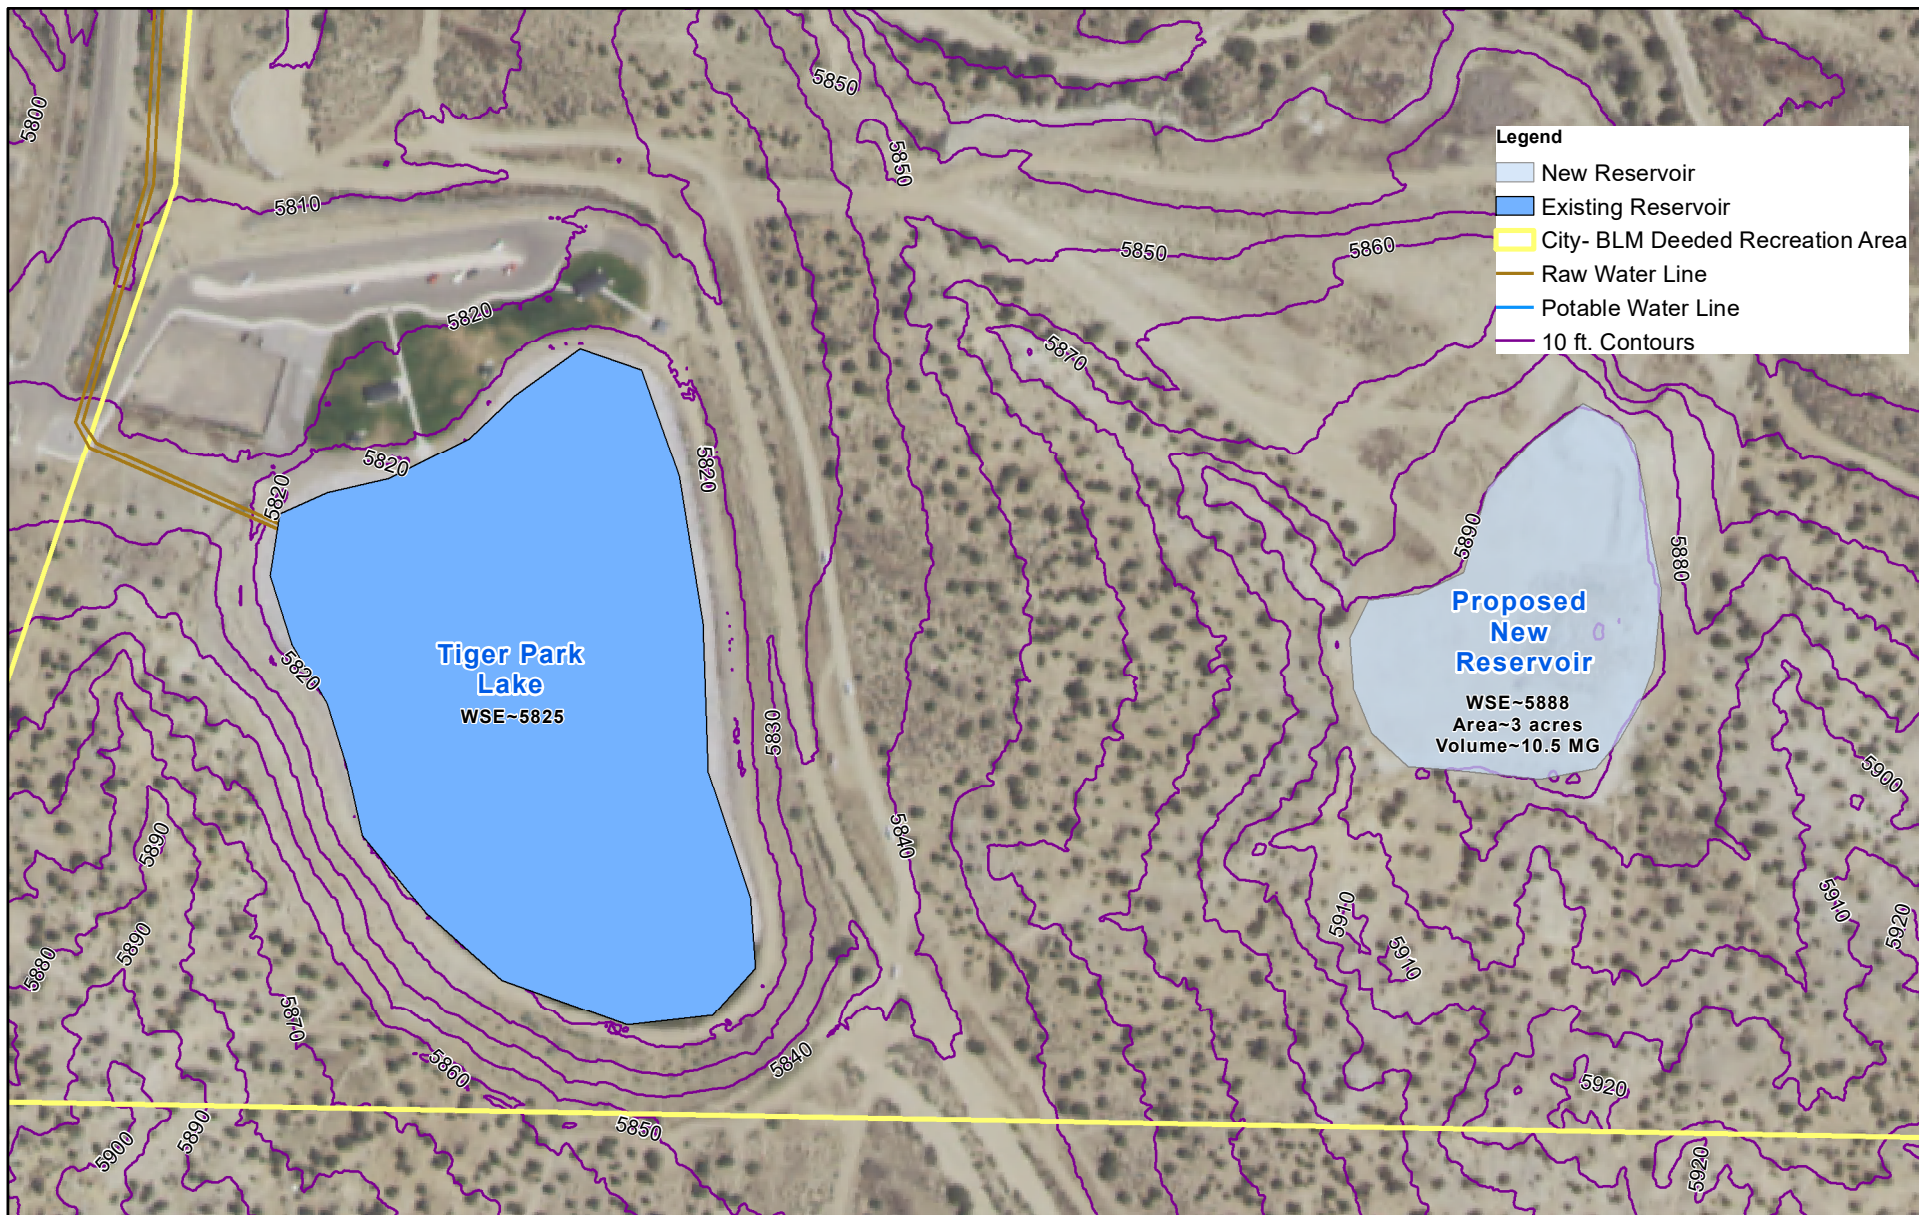 5800
5850
5850
5810
5820
5850
5860
5870
Legend
New Reservoir
Existing Reservoir
City- BLM Deeded Recreation Area
Raw Water Line
Potable Water Line
10 ft. Contours
5820
5820
5820
5890
5880
5820
Tiger Park
Lake
WSE~5825
5830
Proposed
New
Reservoir
WSE~5888
Area~3 acres
Volume~10.5 MG
5900
5890
5840
5890
5880
5870
5910
5910
5910
5920
5860
5840
5850
5920
5900
5890
5920